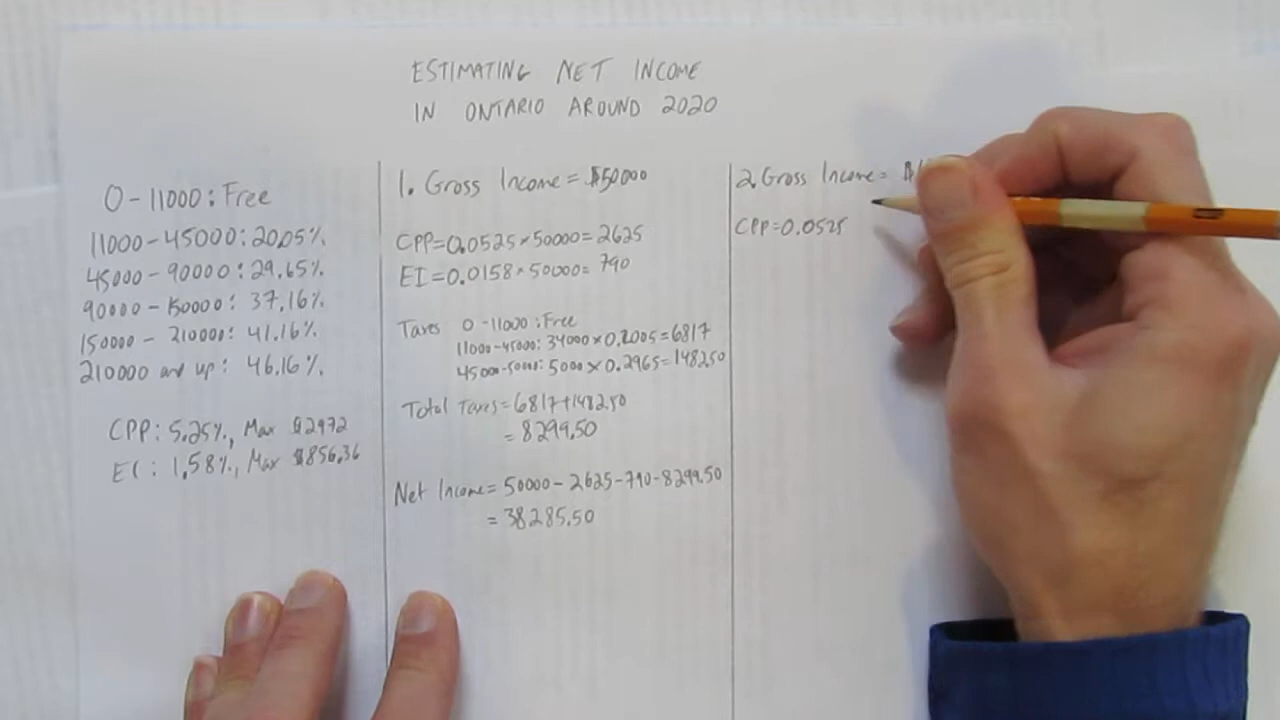 ESTIMATING NET INCOME
IN ONTARIO AROUND 2020
0-11000: Free
11000-45000: 20.05%
45000-90000: 29.65%
90000-150000: 37.16%
150000-210000: 41.16%
210000 and up: 46.16%
CPP: 5.25%, Max $2972
EI: 1.58%, Max $856.36
1. Gross Income = $50000
CPP=0.0525×50000=2625
EI=0.0158×50000=790
Taxes 0-11000: Free
11000-45000: 34000×0.2005=6817
45000-50000: 5000×0.2965=1482.50
Total Taxes=6817+1482.50
=8299.50
Net Income=50000-2625-790-8299.50
=38285.50
2. Gross Income = $
CPP=0.0525